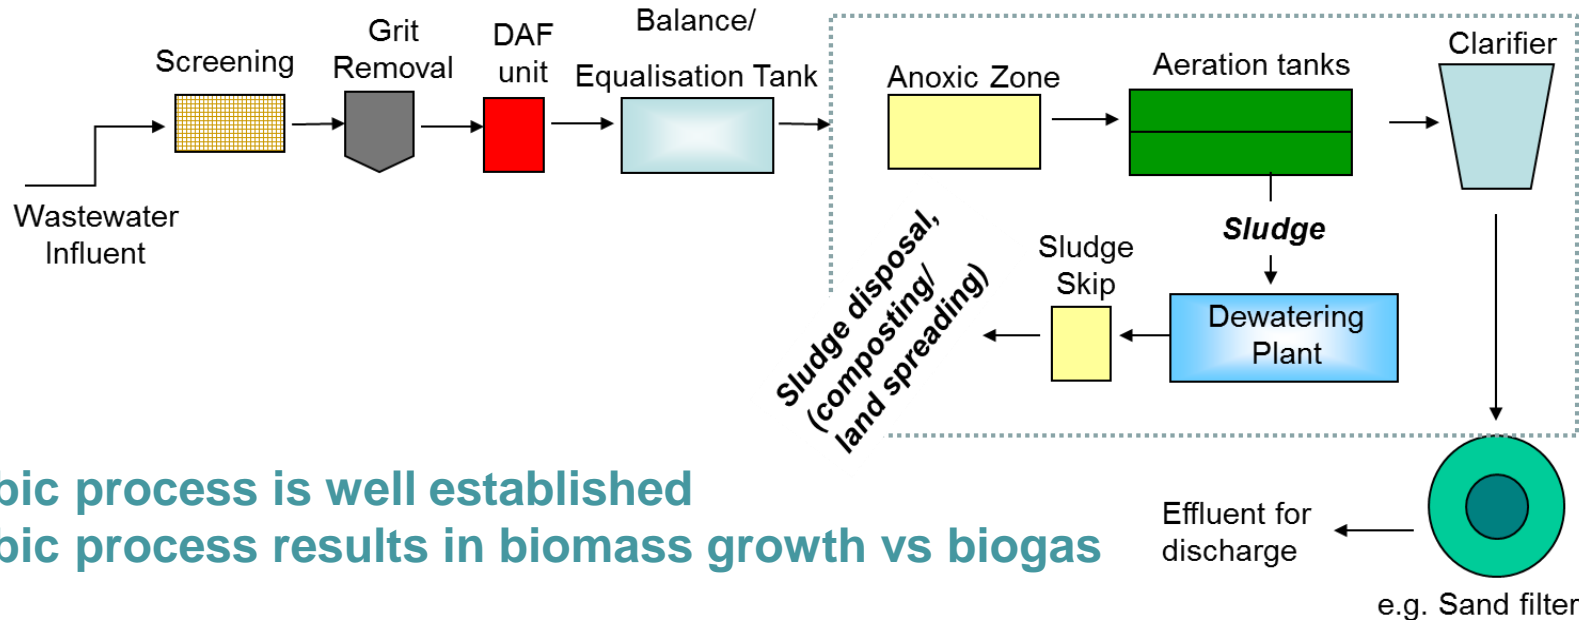 Screening
Grit
Removal
DAF
unit
Balance/
Equalisation Tank
Anoxic Zone
Aeration tanks
Clarifier
Wastewater
Influent
Sludge
Sludge
Skip
Dewatering
Plant
Sludge disposal,
(composting/
land spreading)
bic process is well established
bic process results in biomass growth vs biogas
Effluent for
discharge
e.g. Sand filter